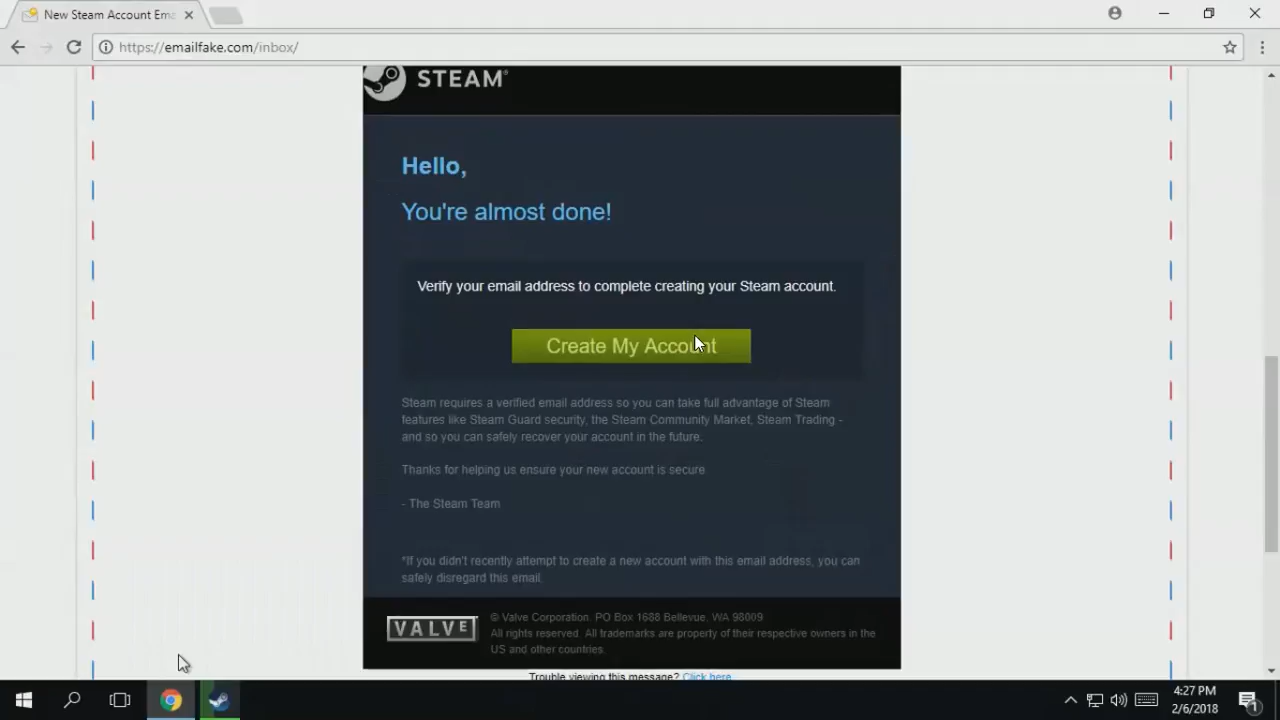 New Steam Account Ema
https://emailfake.com/inbox/
STEAM®
Hello,
You're almost done!
Verify your email address to complete creating your Steam account.
Create My Account
Steam requires a verified email address so you can take full advantage of Steam
features like Steam Guard security, the Steam Community Market, Steam Trading -
and so you can safely recover your account in the future.
Thanks for helping us ensure your new account is secure.
- The Steam Team
*If you didn't recently attempt to create a new account with this email address, you can
safely disregard this email.
VALVE
© Valve Corporation. PO Box 1688 Bellevue, WA 98009
All rights reserved. All trademarks are property of their respective owners in the
US and other countries.
Trouble viewing this message? Click here.
4:27 PM
2/6/2018
1